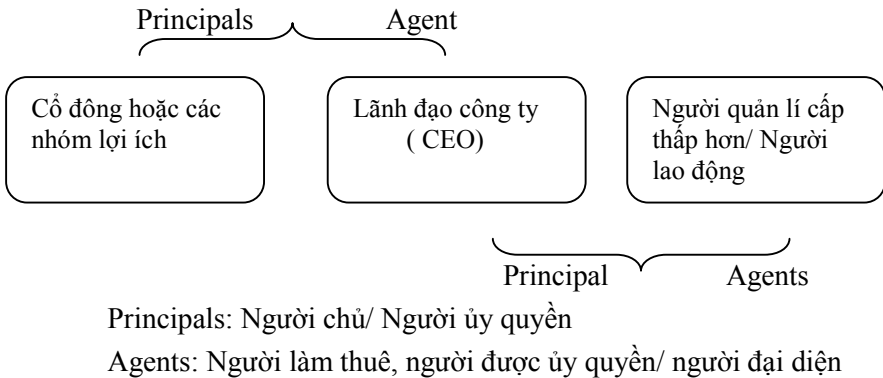 Principals Agent
Cổ đông hoặc các
nhóm lợi ích
Lãnh đạo công ty
( CEO)
Người quản lí cấp
thấp hơn/ Người
lao động
Principal Agents
Principals: Người chủ/ Người ủy quyền
Agents: Người làm thuê, người được ủy quyền/ người đại diện